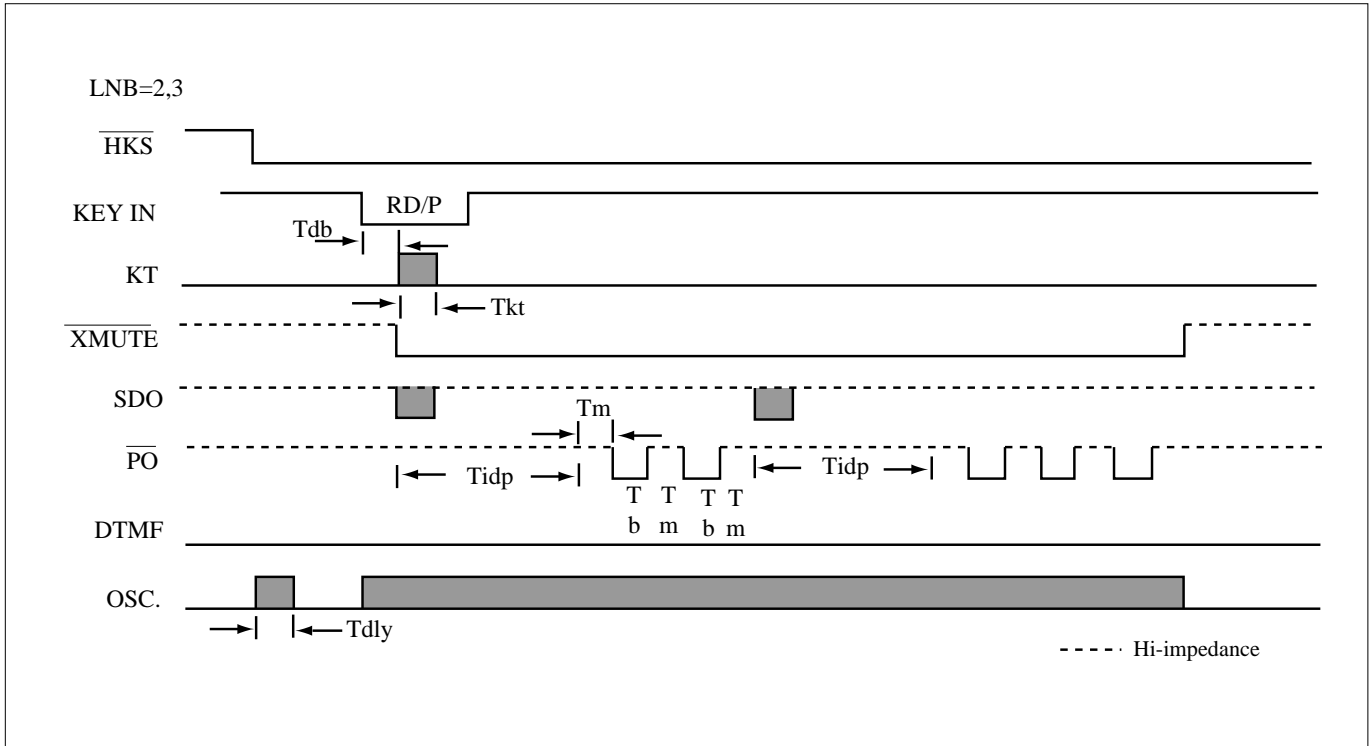 LNB=2,3
HKS
KEY IN
RD/P
Tdb
KT
Tkt
XMUTE
SDO
Tm
PO
Tidp
Tidp
T T T T
b m b m
DTMF
OSC.
Tdly
Hi-impedance